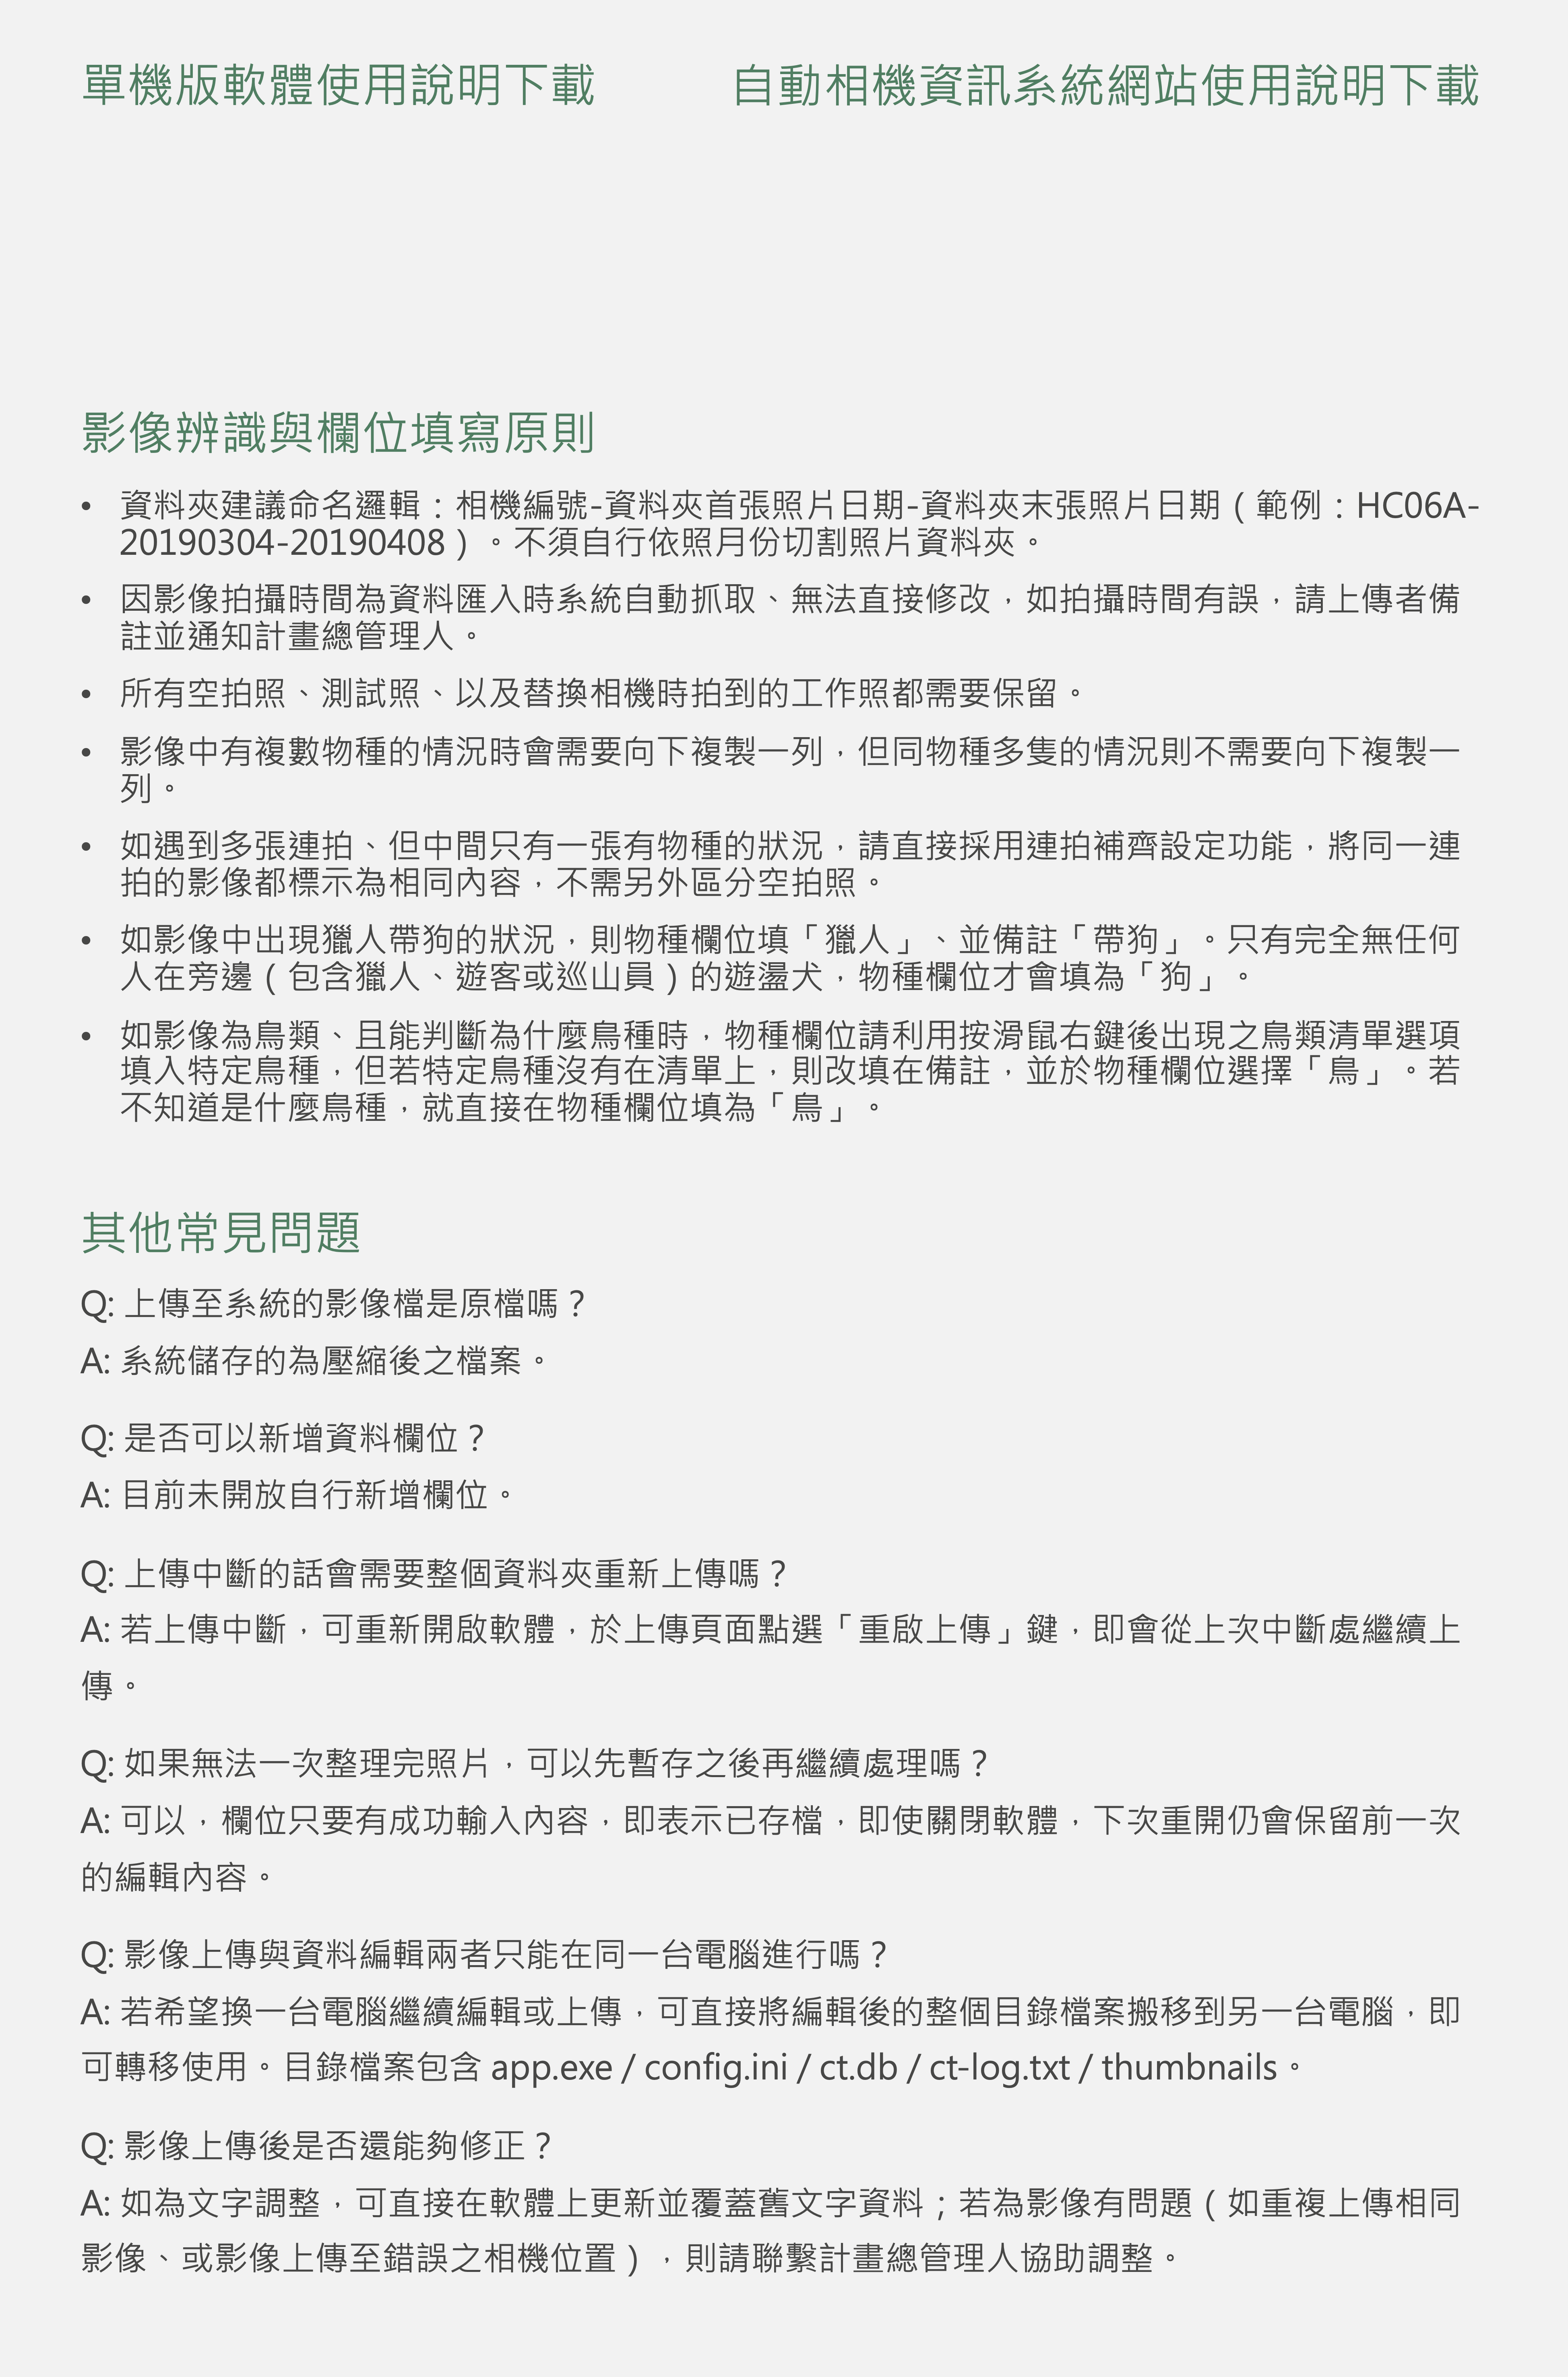 單機版軟體使用說明下載
自動相機資訊系統網站使用說明下載
影像辨識與欄位填寫原則
• 資料夾建議命名邏輯：相機編號-資料夾首張照片日期-資料夾末張照片日期（範例：HC06A-
20190304-20190408）。不須自行依照月份切割照片資料夾。
• 因影像拍攝時間為資料匯入時系統自動抓取、無法直接修改，如拍攝時間有誤，請上傳者備
註並通知計畫總管理人。
• 所有空拍照、測試照、以及替換相機時拍到的工作照都需要保留。
• 影像中有複數物種的情況時會需要向下複製一列，但同物種多隻的情況則不需要向下複製一
列。
• 如遇到多張連拍、但中間只有一張有物種的狀況，請直接採用連拍補齊設定功能，將同一連
拍的影像都標示為相同內容，不需另外區分空拍照。
• 如影像中出現獵人帶狗的狀況，則物種欄位填「獵人」、並備註「帶狗」。只有完全無任何
人在旁邊（包含獵人、遊客或巡山員）的遊盪犬，物種欄位才會填為「狗」。
• 如影像為鳥類、且能判斷為什麼鳥種時，物種欄位請利用按滑鼠右鍵後出現之鳥類清單選項
填入特定鳥種，但若特定鳥種沒有在清單上，則改填在備註，並於物種欄位選擇「鳥」。若
不知道是什麼鳥種，就直接在物種欄位填為「鳥」。
其他常見問題
Q: 上傳至系統的影像檔是原檔嗎？
A: 系統儲存的為壓縮後之檔案。
Q: 是否可以新增資料欄位？
A: 目前未開放自行新增欄位。
Q: 上傳中斷的話會需要整個資料夾重新上傳嗎？
A: 若上傳中斷，可重新開啟軟體，於上傳頁面點選「重啟上傳」鍵，即會從上次中斷處繼續上
傳。
Q: 如果無法一次整理完照片，可以先暫存之後再繼續處理嗎？
A: 可以，欄位只要有成功輸入內容，即表示已存檔，即使關閉軟體，下次重開仍會保留前一次
的編輯內容。
Q: 影像上傳與資料編輯兩者只能在同一台電腦進行嗎？
A: 若希望換一台電腦繼續編輯或上傳，可直接將編輯後的整個目錄檔案搬移到另一台電腦，即
可轉移使用。目錄檔案包含 app.exe / config.ini / ct.db / ct-log.txt / thumbnails。
Q: 影像上傳後是否還能夠修正？
A: 如為文字調整，可直接在軟體上更新並覆蓋舊文字資料；若為影像有問題（如重複上傳相同
影像、或影像上傳至錯誤之相機位置），則請聯繫計畫總管理人協助調整。